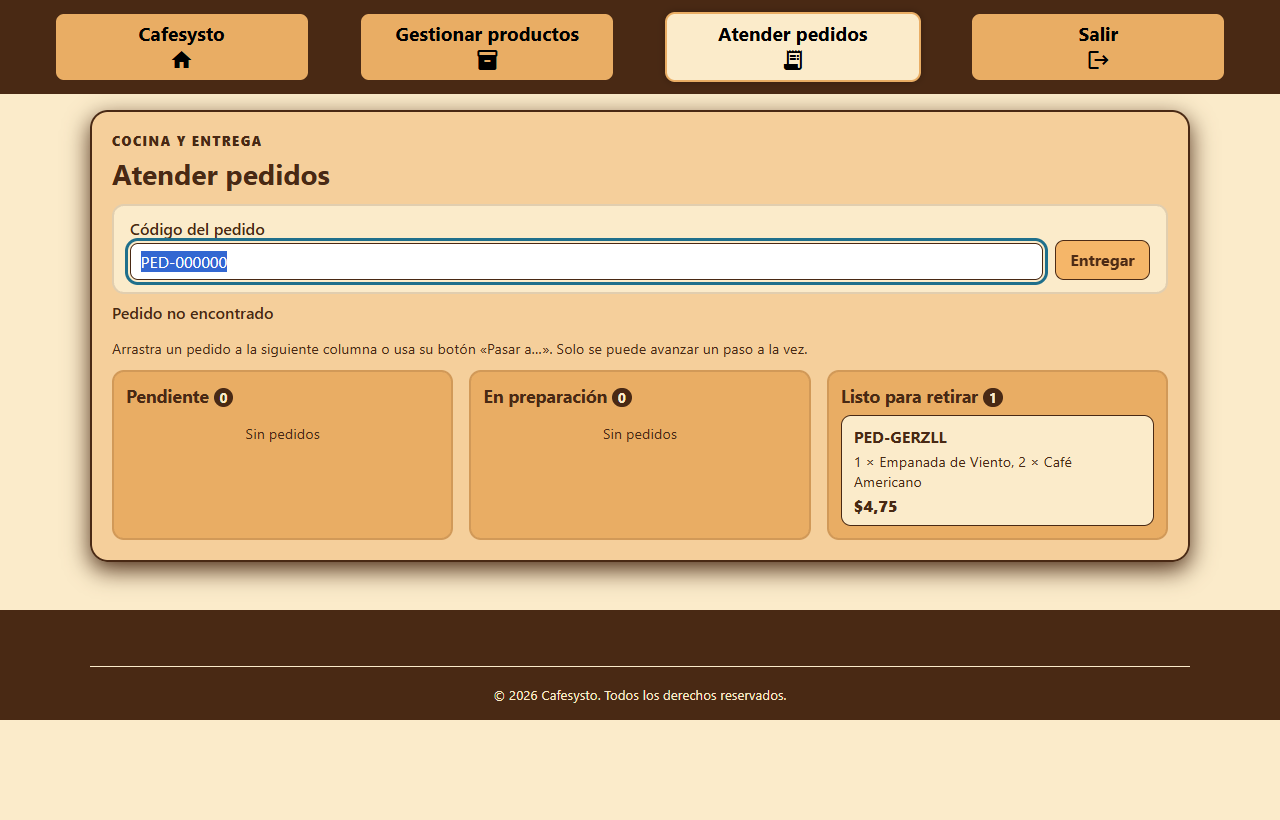 Cafesysto
Gestionar productos
Atender pedidos
Salir
COCINA Y ENTREGA
Atender pedidos
Código del pedido
PED-000000
Entregar
Pedido no encontrado
Arrastra un pedido a la siguiente columna o usa su botón «Pasar a…». Solo se puede avanzar un paso a la vez.
Pendiente 0
Sin pedidos
En preparación 0
Sin pedidos
Listo para retirar 1
PED-GERZLL
1 × Empanada de Viento, 2 × Café
Americano
$4,75
© 2026 Cafesysto. Todos los derechos reservados.